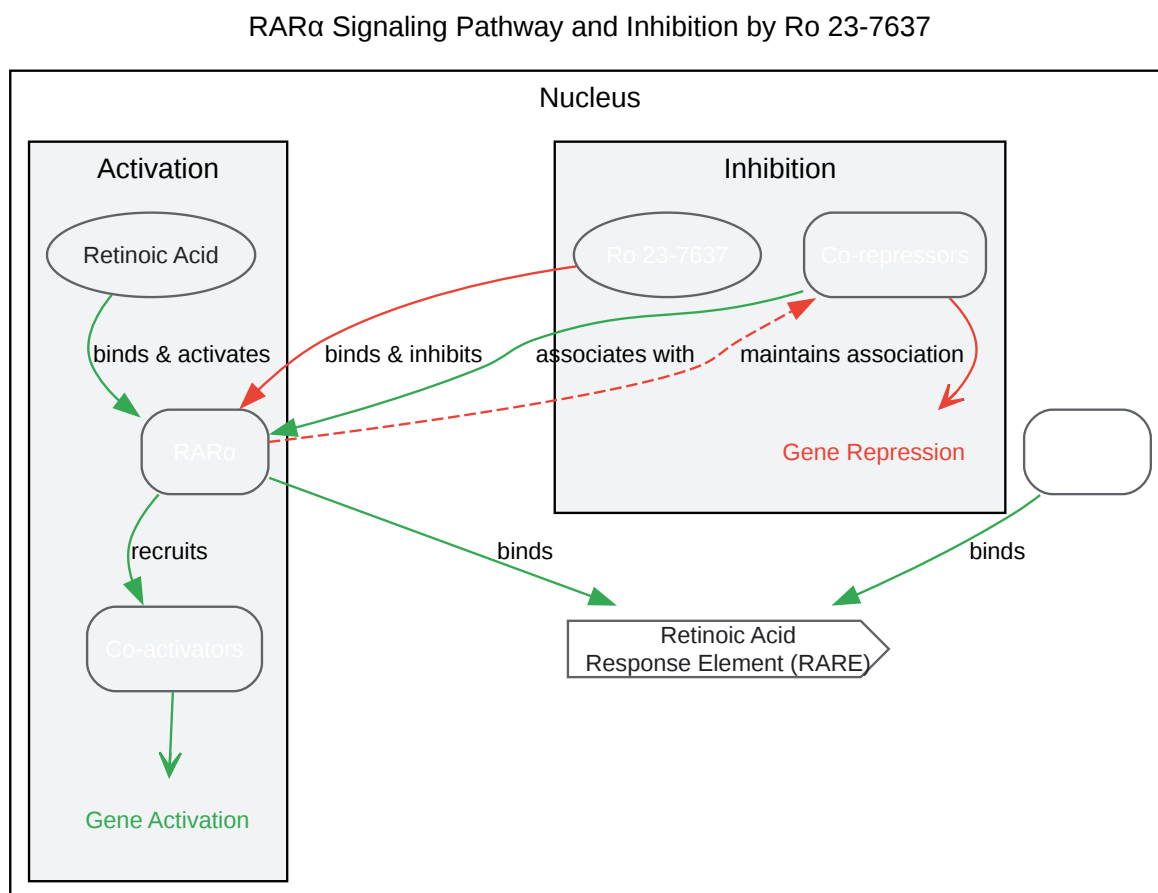 RARα Signaling Pathway and Inhibition by Ro 23-7637
Nucleus
Activation
Inhibition
Retinoic Acid
Ro 23-7637
Co-repressors
binds & activates
binds & inhibits
associates with
maintains association
RARα
Gene Repression
recruits
binds
binds
Co-activators
Retinoic Acid
Response Element (RARE)
Gene Activation